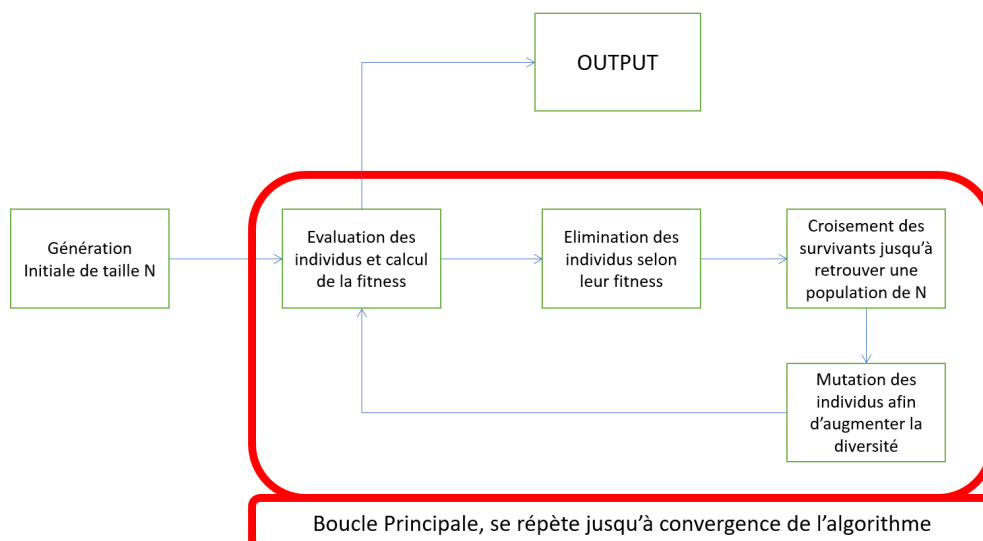 OUTPUT
Génération
Initiale de taille N
Evaluation des
individus et calcul
de la fitness
Elimination des
individus selon
leur fitness
Croisement des
survivants jusqu'à
retrouver une
population de N
Mutation des
individus afin
d'augmenter la
diversité
Boucle Principale, se répète jusqu'à convergence de l'algorithme